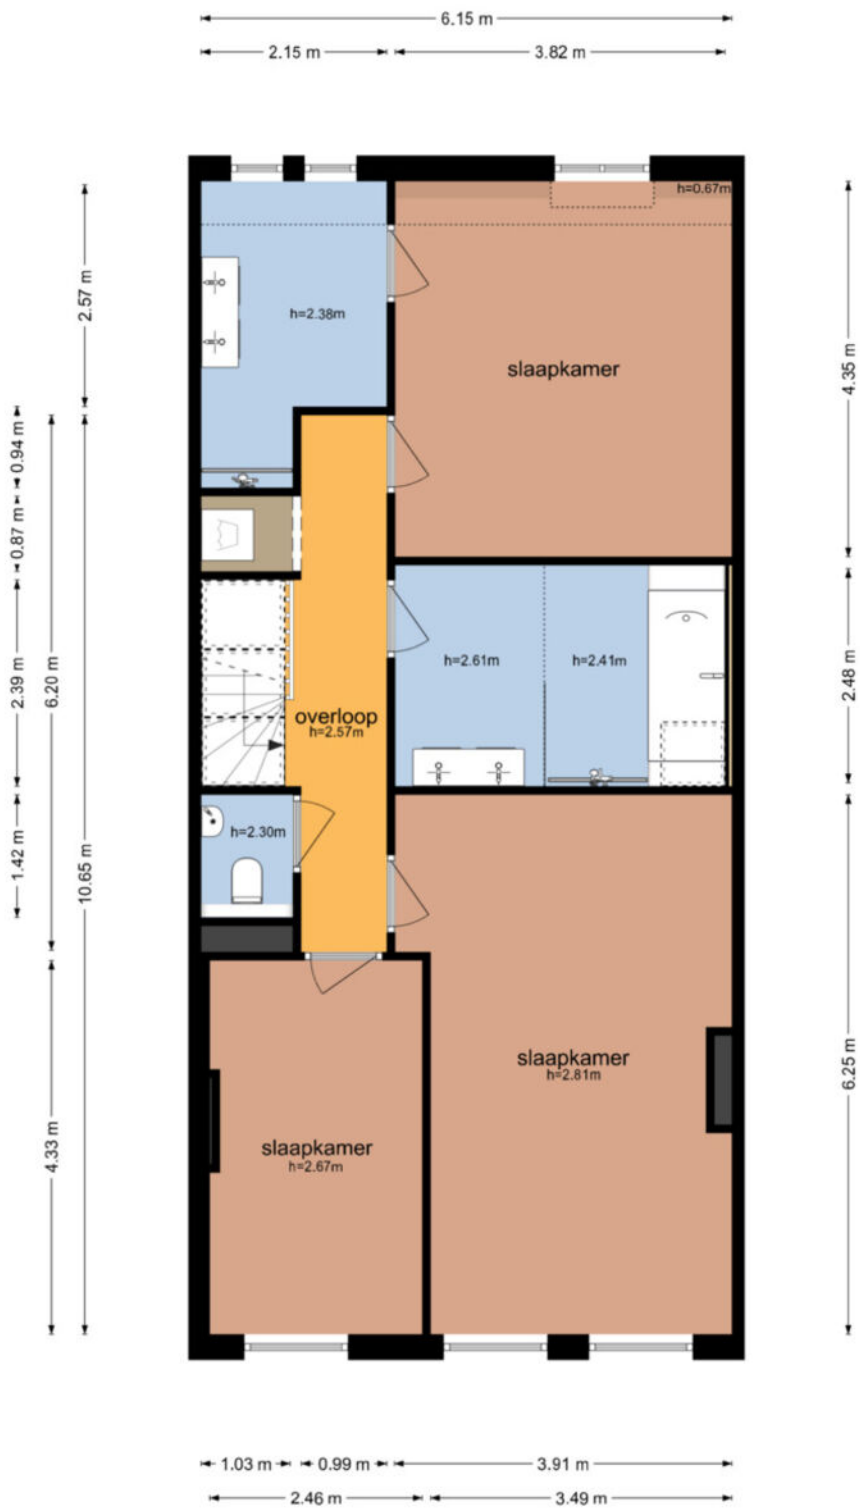 6.15 m
2.15 m
3.82 m
h=0.67m
2.57 m
h=2.38m
4.35 m
slaapkamer
0.94 m
0.87 m
2.39 m
6.20 m
h=2.61m
h=2.41m
2.48 m
overloop
h=2.57m
1.42 m
h=2.30m
10.65 m
slaapkamer
h=2.81m
6.25 m
4.33 m
slaapkamer
h=2.67m
1.03 m
0.99 m
3.91 m
2.46 m
3.49 m